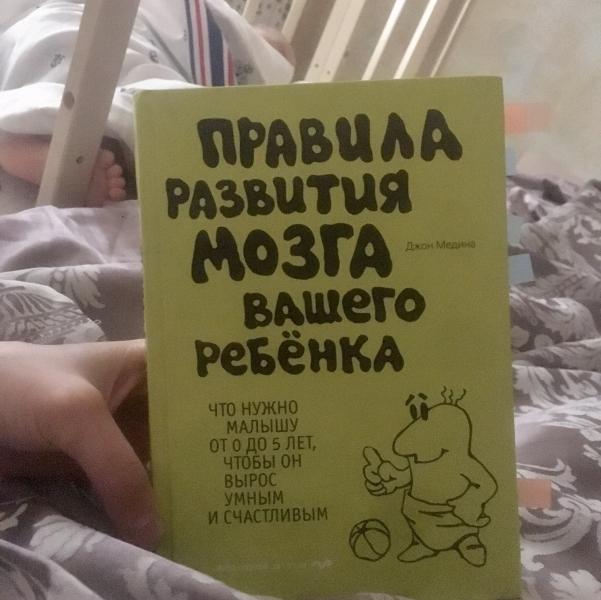 ПРАВИЛА
РАЗВИТИЯ
МОЗГА
Джон Медина
ВАШЕГО
РЕБЁНКА
ЧТО НУЖНО
МАЛЫШУ
ОТ 0 ДО 5 ЛЕТ,
ЧТОБЫ ОН
ВЫРОС
УМНЫМ
И СЧАСТЛИВЫМ